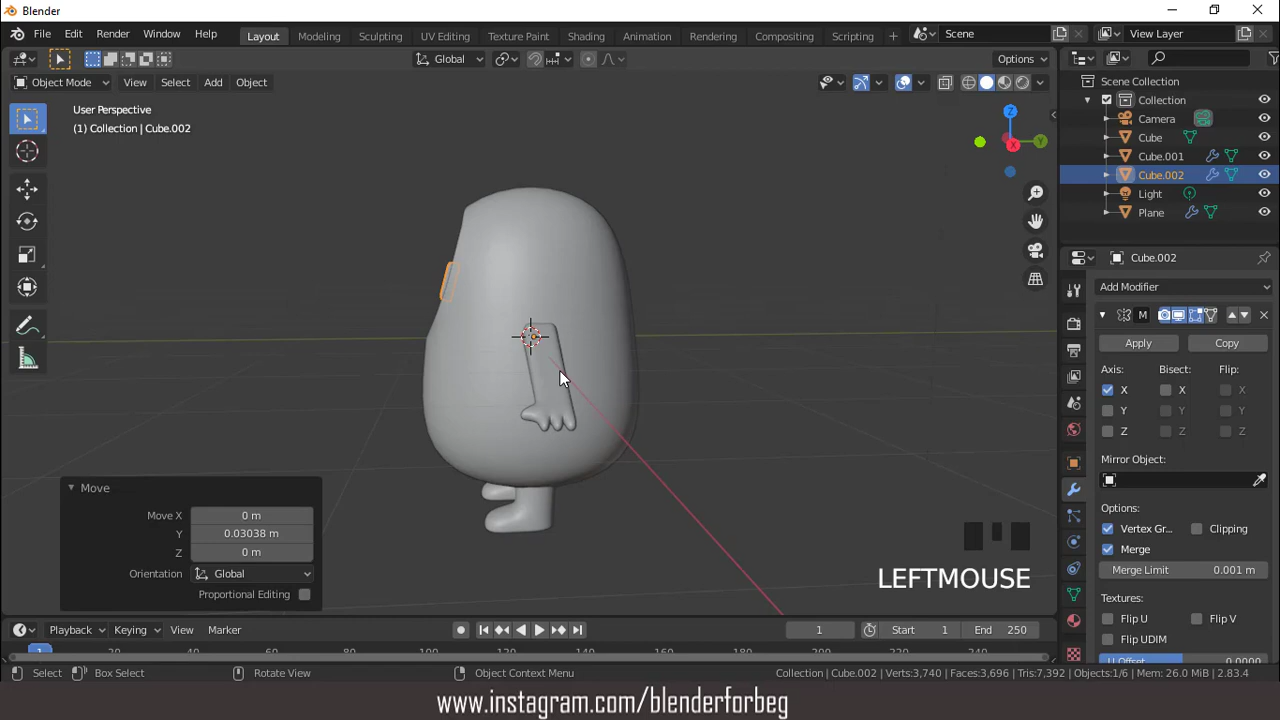 Blender
File Edit Render Window Help Layout Modeling Sculpting UV Editing Texture Paint Shading Animation Rendering Compositing Scripting Scene View Layer
Global Options
Object Mode View Select Add Object
User Perspective
(1) Collection | Cube.002
Z
Y
X
Scene Collection
Collection
Camera
Cube
Cube.001
Cube.002
Light
Plane
Cube.002
Add Modifier
M
Apply Copy
Axis: Bisect: Flip:
X X X
Y Y Y
Z Z Z
Mirror Object:
Options:
Vertex Gr... Clipping
Merge
Merge Limit 0.001 m
Textures:
Flip U Flip V
Flip UDIM
U Offset 0.0000
Move
Move X 0 m
Y 0.03038 m
Z 0 m
Orientation Global
Proportional Editing
LEFTMOUSE
Playback Keying View Marker 1 Start 1 End 250
1 20 40 60 80 100 120 140 160 180 200 220 240
Select Box Select Rotate View Object Context Menu Collection | Cube.002 | Verts:3,740 | Faces:3,696 | Tris:7,392 | Objects:1/6 | Mem: 26.0 MiB | 2.83.4
www.instagram.com/blenderforbeg